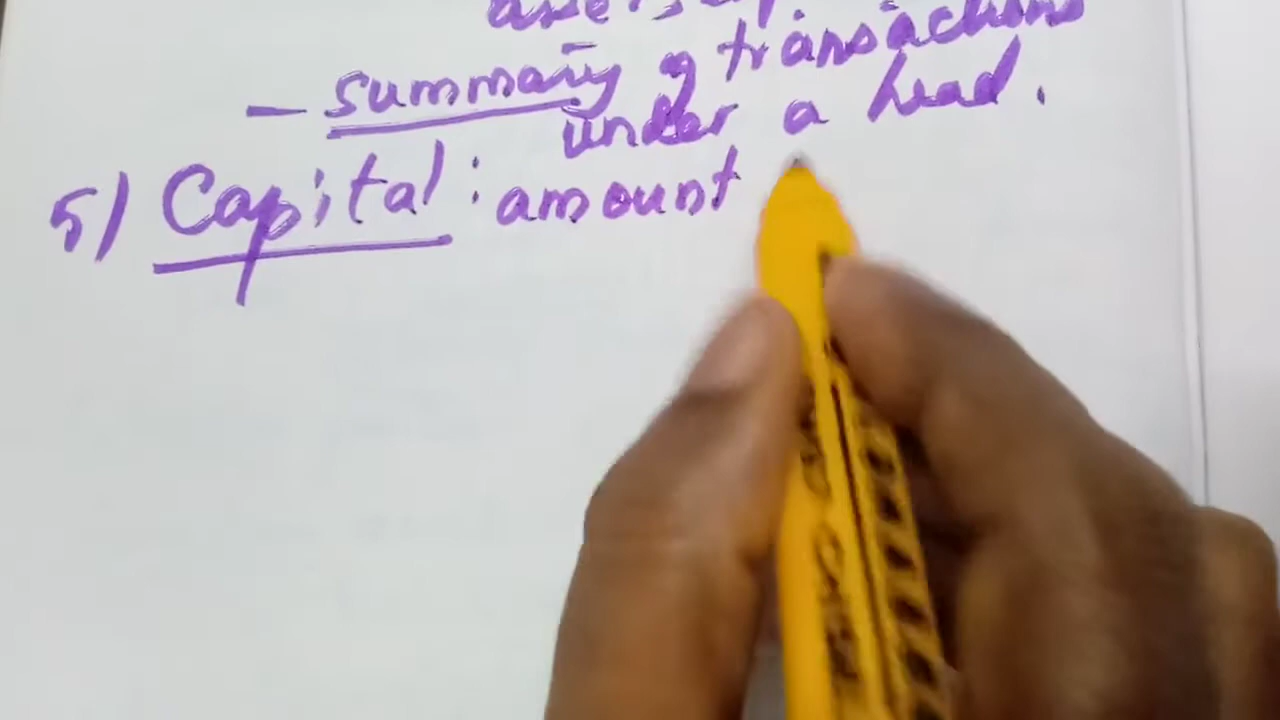 – summary of transactions
under a head.
5) Capital : amount